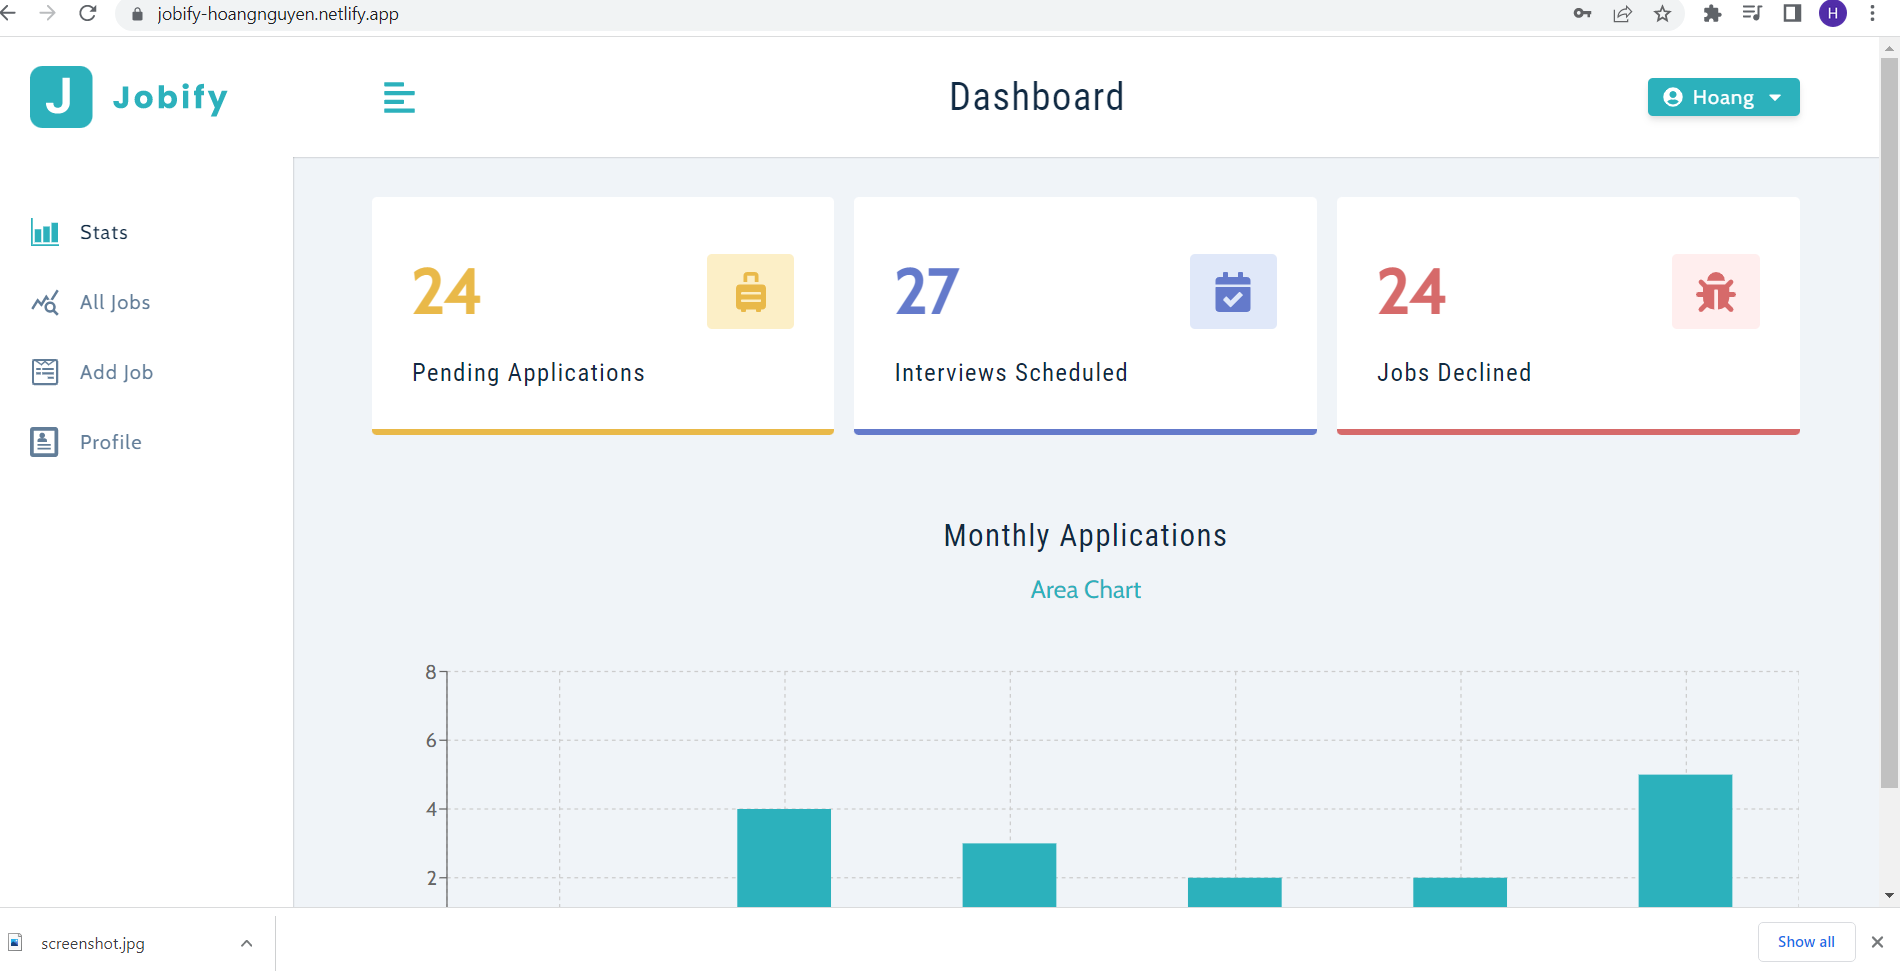 jobify-hoangnguyen.netlify.app
H
J Jobify
Dashboard
Hoang
Stats
All Jobs
Add Job
Profile
24
Pending Applications
27
Interviews Scheduled
24
Jobs Declined
Monthly Applications
Area Chart
8
6
4
2
screenshot.jpg
Show all